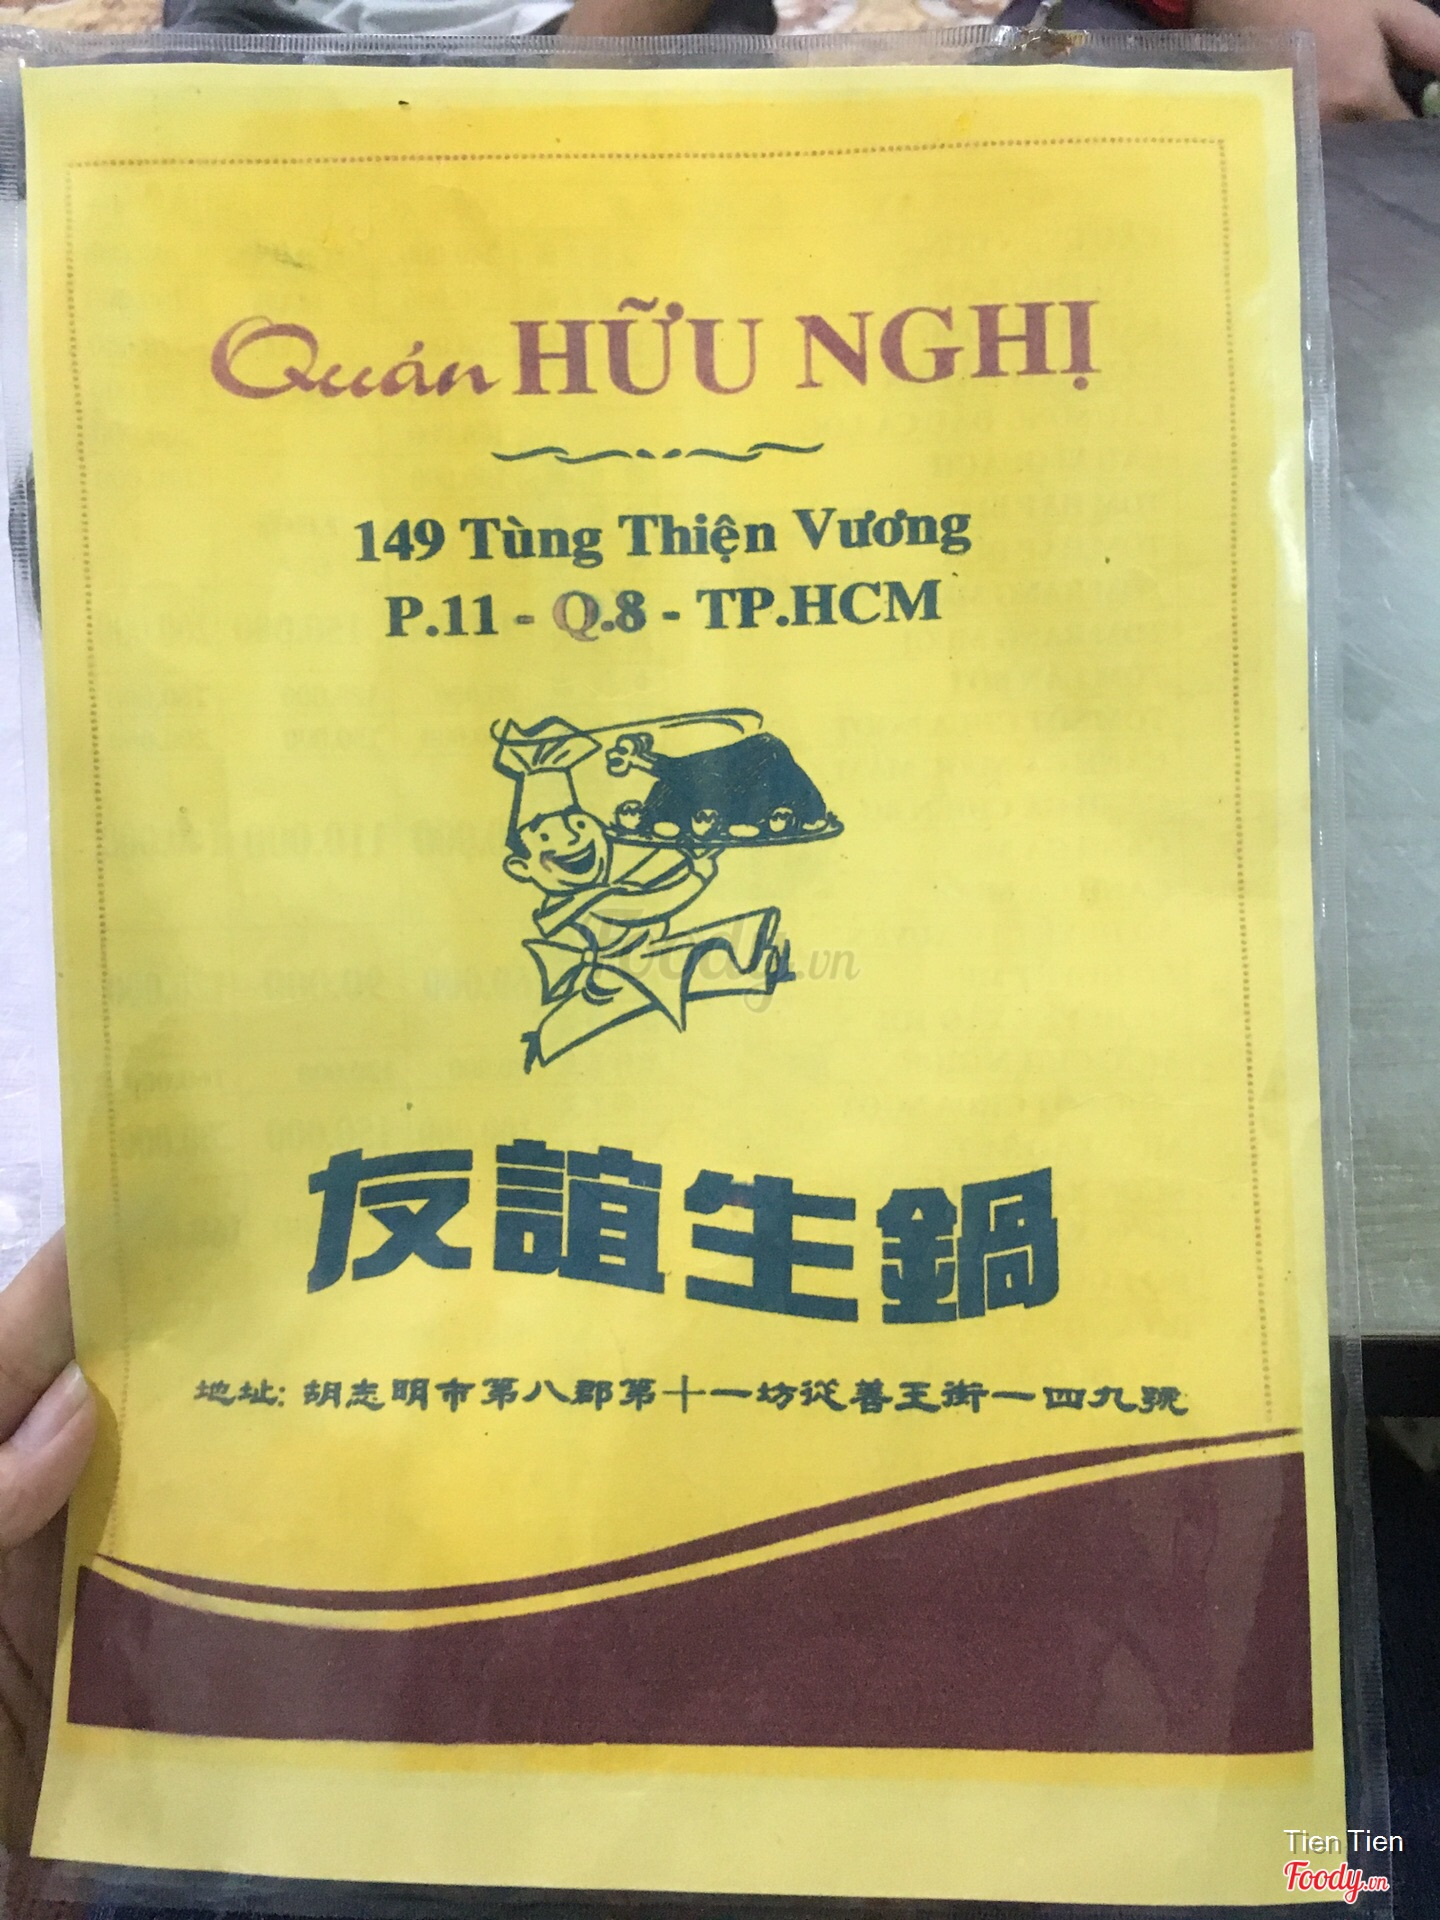 Quán HỮU NGHỊ
149 Tùng Thiện Vương
P.11 - Q.8 - TP.HCM
Foody.vn
友誼生鍋
地址: 胡志明市第八郡第十一坊從善王街一四九號
Tien Tien
Foody.vn